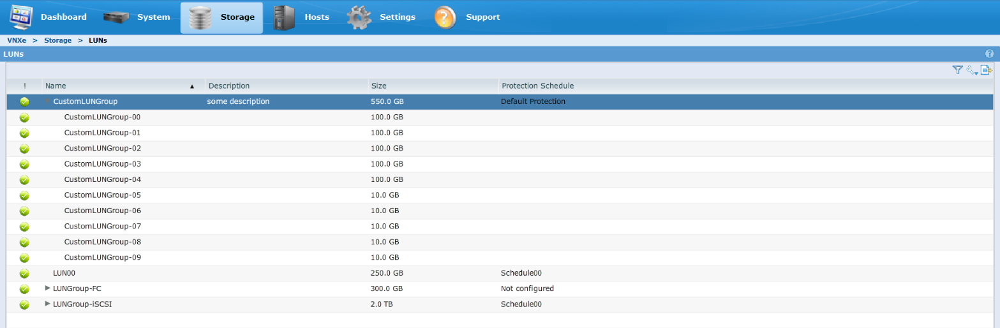 Dashboard System Storage Hosts Settings Support
VNXe > Storage > LUNs
LUNs
! Name Description Size Protection Schedule
CustomLUNGroup some description 550.0 GB Default Protection
CustomLUNGroup-00 100.0 GB
CustomLUNGroup-01 100.0 GB
CustomLUNGroup-02 100.0 GB
CustomLUNGroup-03 100.0 GB
CustomLUNGroup-04 100.0 GB
CustomLUNGroup-05 10.0 GB
CustomLUNGroup-06 10.0 GB
CustomLUNGroup-07 10.0 GB
CustomLUNGroup-08 10.0 GB
CustomLUNGroup-09 10.0 GB
LUN00 250.0 GB Schedule00
LUNGroup-FC 300.0 GB Not configured
LUNGroup-iSCSI 2.0 TB Schedule00